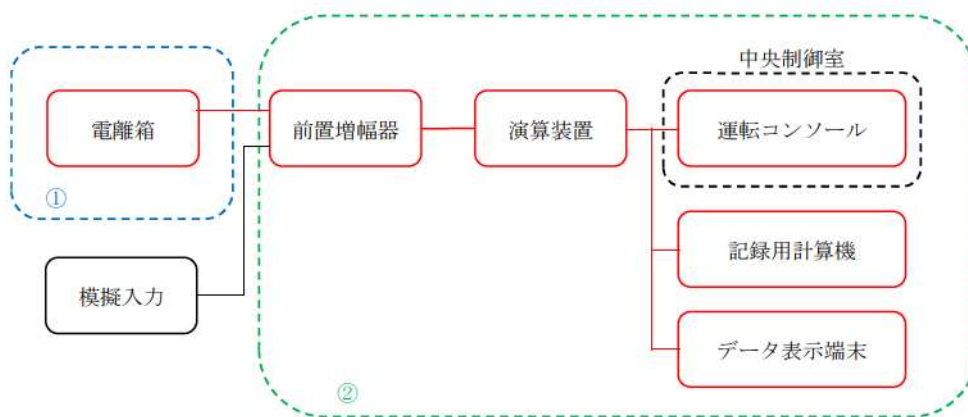 中央制御室
電離箱
前置増幅器
演算装置
運転コンソール
①
記録用計算機
模擬入力
データ表示端末
②